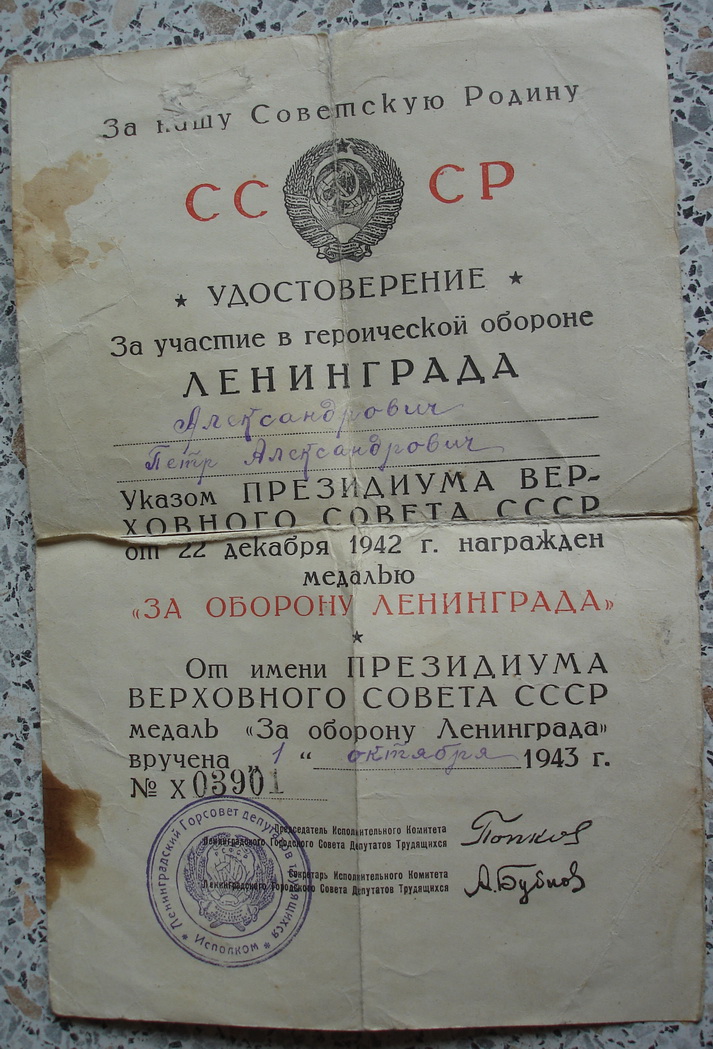 За нашу Советскую Родину
СССР
★ УДОСТОВЕРЕНИЕ ★
За участие в героической обороне
ЛЕНИНГРАДА
Александрович
Петр Александрович
Указом ПРЕЗИДИУМА ВЕР-
ХОВНОГО СОВЕТА СССР
от 22 декабря 1942 г. награжден
медалью
«ЗА ОБОРОНУ ЛЕНИНГРАДА»
★
От имени ПРЕЗИДИУМА
ВЕРХОВНОГО СОВЕТА СССР
медаль «За оборону Ленинграда»
вручена „1“ октября 1943 г.
№ Х 03901
Председатель Исполнительного Комитета
Ленинградского Городского Совета Депутатов Трудящихся
Попков
Секретарь Исполнительного Комитета
Ленинградского Городского Совета Депутатов Трудящихся
А. Бубнов
Ленинградский Горсовет депутатов трудящихся
★ Исполком ★